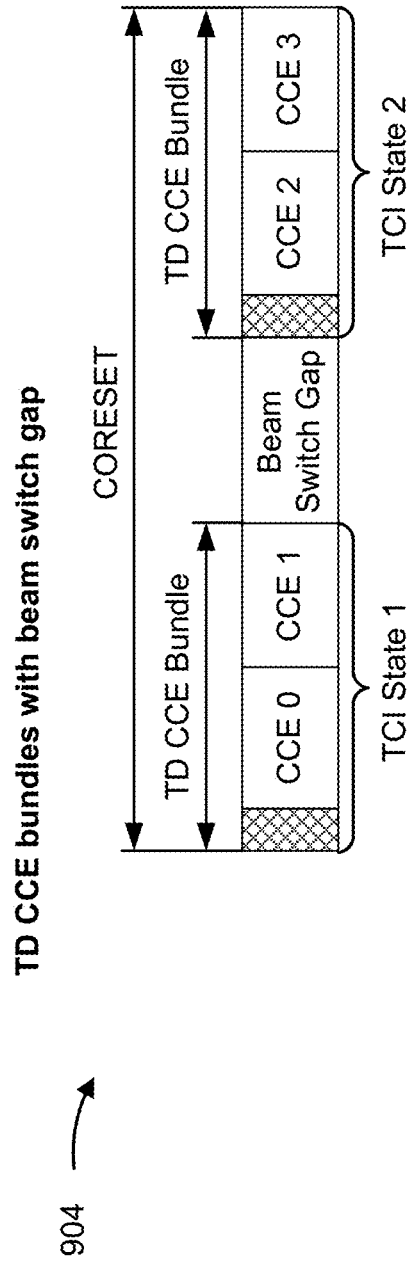 904
TD CCE bundles with beam switch gap
CORESET
TD CCE Bundle
TD CCE Bundle
CCE 0
CCE 1
Beam
Switch Gap
CCE 2
CCE 3
TCI State 1
TCI State 2